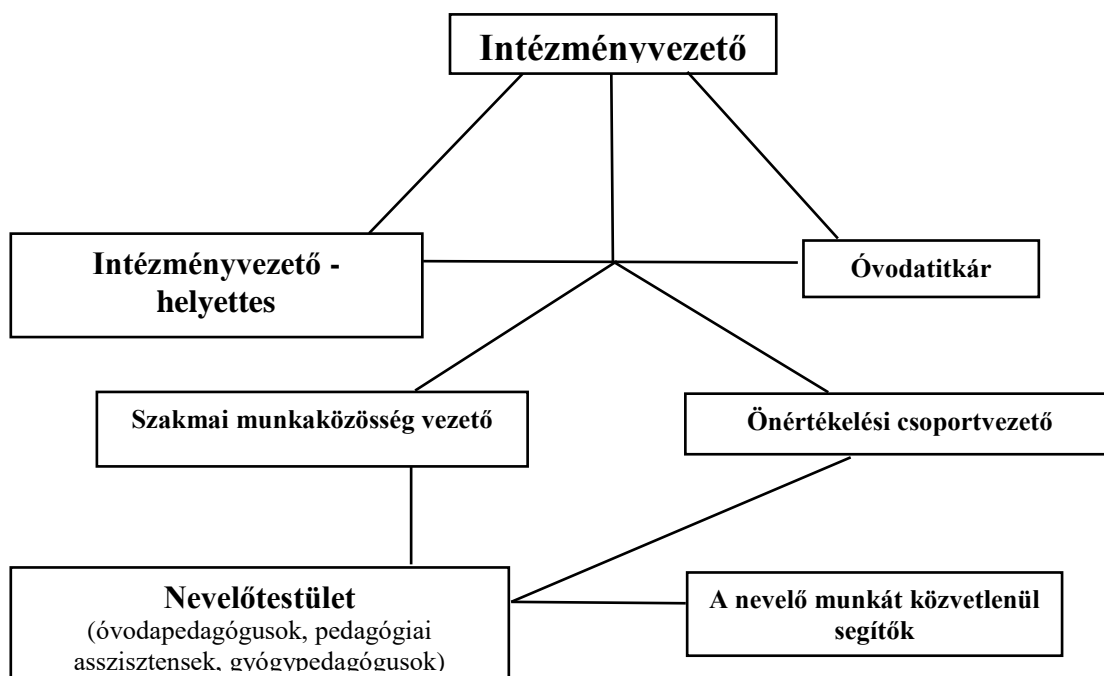 Intézményvezető
Intézményvezető -
helyettes
Óvodatitkár
Szakmai munkaközösség vezető
Önértékelési csoportvezető
Nevelőtestület
(óvodapedagógusok, pedagógiai
asszisztensek, gyógypedagógusok)
A nevelő munkát közvetlenül
segítők